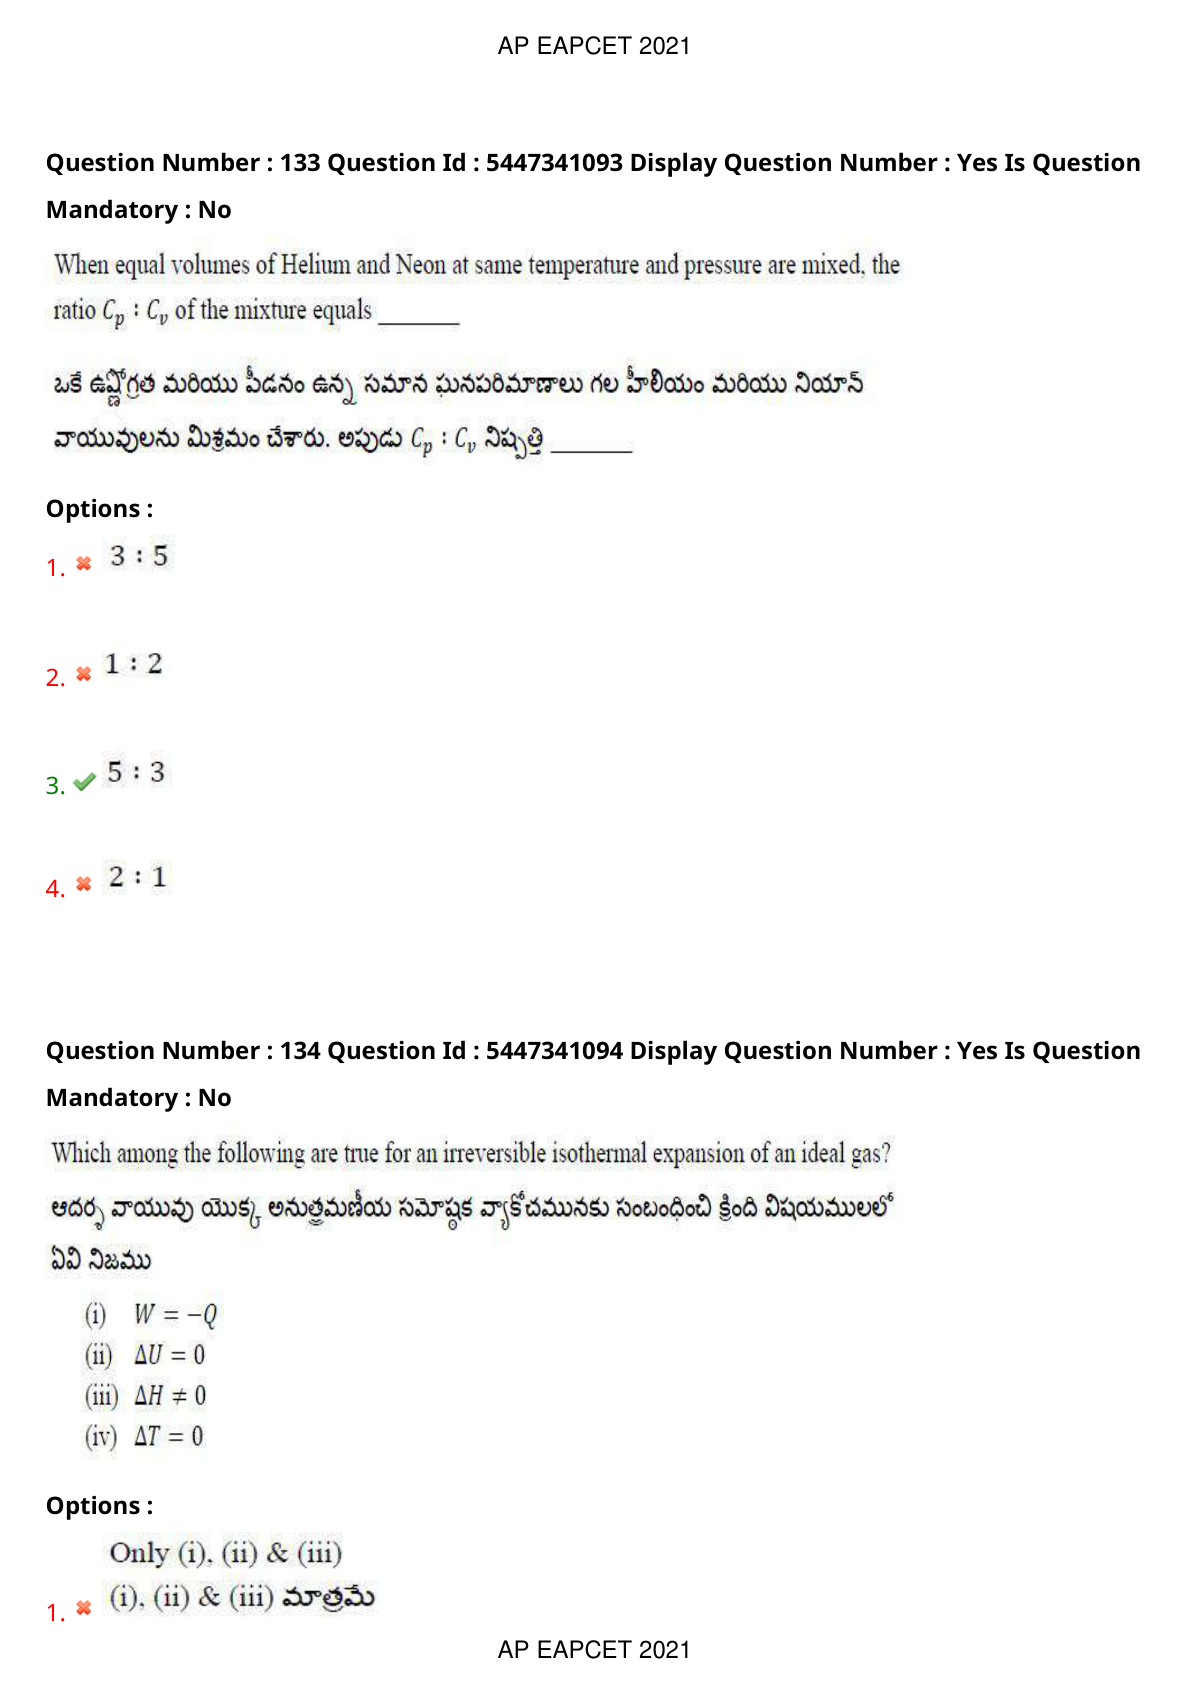 AP EAPCET 2021
Question Number : 133 Question Id : 5447341093 Display Question Number : Yes Is Question
Mandatory : No
When equal volumes of Helium and Neon at same temperature and pressure are mixed, the
ratio C_p : C_v of the mixture equals ______
ఒకే ఉష్ణోగ్రత మరియు పీడనం ఉన్న సమాన ఘనపరిమాణాలు గల హీలియం మరియు నియాన్
వాయువులను మిశ్రమం చేశారు. అపుడు C_p : C_v నిష్పత్తి ______
Options :
1. 3 : 5
2. 1 : 2
3. 5 : 3
4. 2 : 1
Question Number : 134 Question Id : 5447341094 Display Question Number : Yes Is Question
Mandatory : No
Which among the following are true for an irreversible isothermal expansion of an ideal gas?
ఆదర్శ వాయువు యొక్క అనుత్క్రమణీయ సమోష్ణక వ్యాకోచమునకు సంబంధించి క్రింది విషయములలో
ఏవి నిజము
(i) W = −Q
(ii) ΔU = 0
(iii) ΔH ≠ 0
(iv) ΔT = 0
Options :
Only (i), (ii) & (iii)
1. (i), (ii) & (iii) మాత్రమే
AP EAPCET 2021